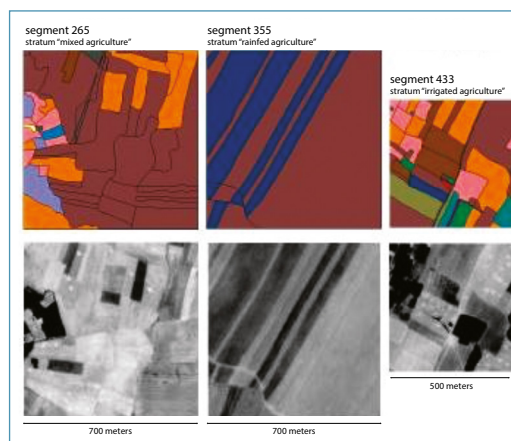 segment 265
stratum “mixed agriculture”
segment 355
stratum “rainfed agriculture”
segment 433
stratum “irrigated agriculture”
700 meters
700 meters
500 meters